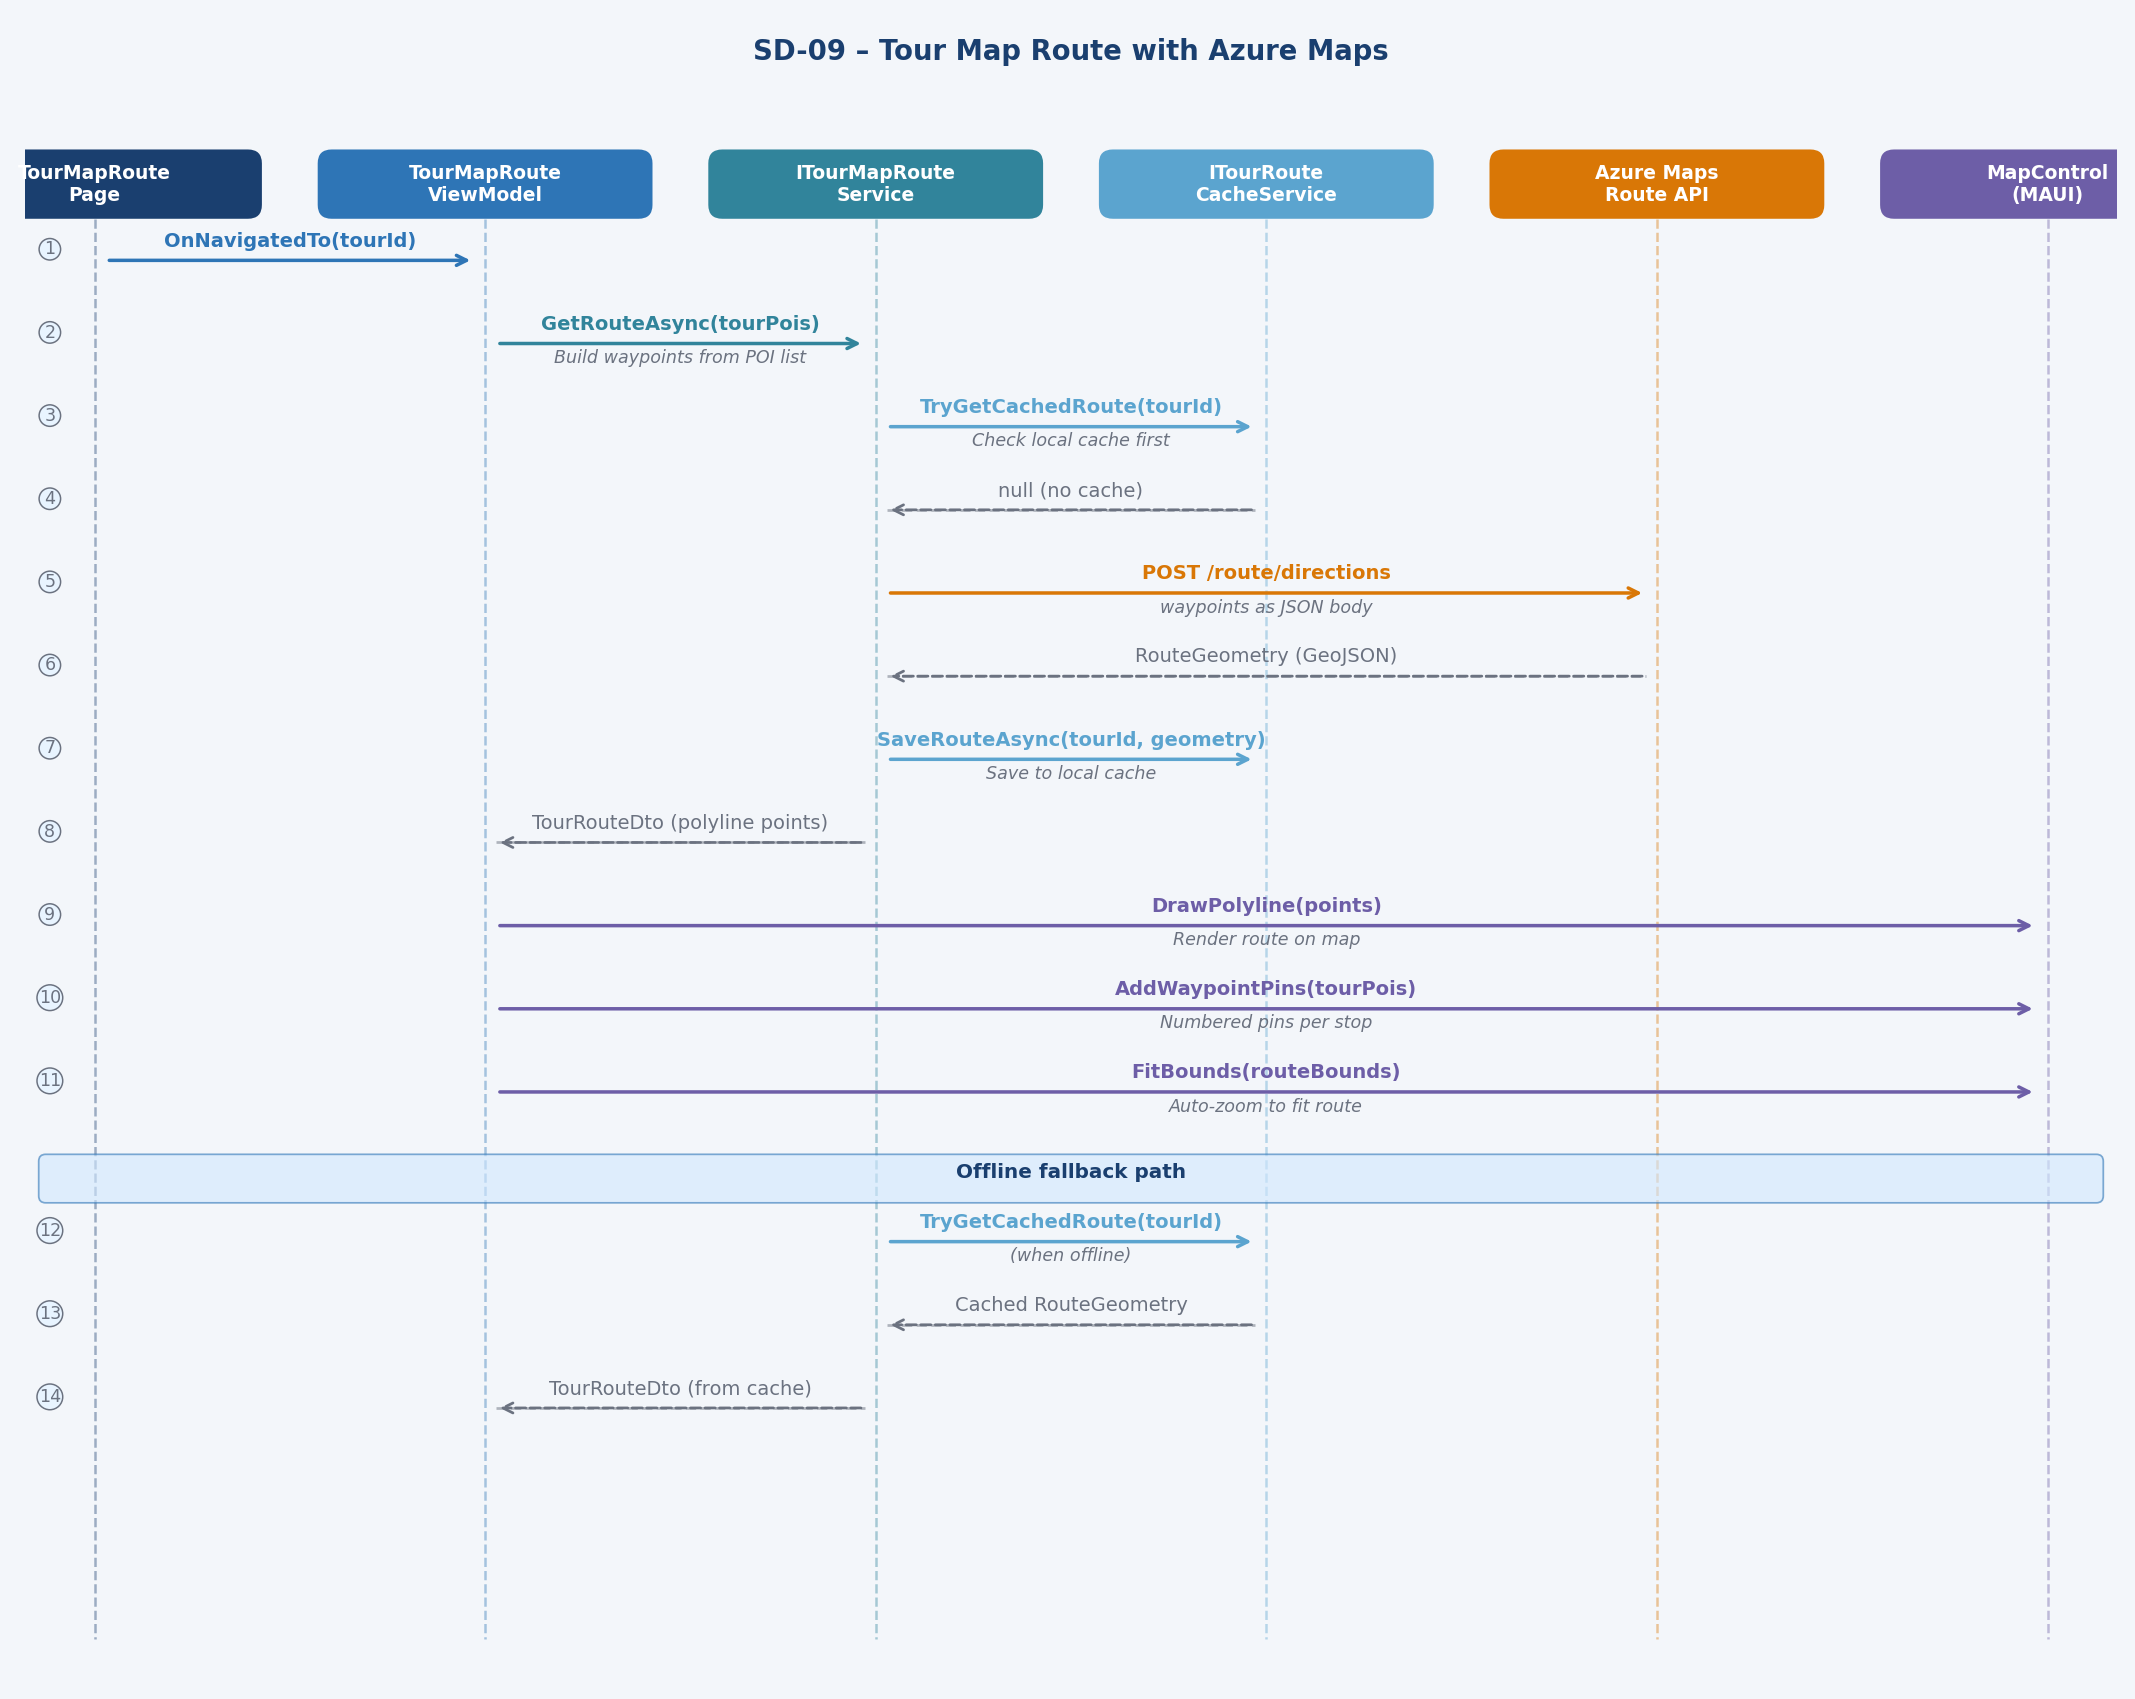 SD-09 – Tour Map Route with Azure Maps
TourMapRoute
Page
TourMapRoute
ViewModel
ITourMapRoute
Service
ITourRoute
CacheService
Azure Maps
Route API
MapControl
(MAUI)
1
OnNavigatedTo(tourId)
2
GetRouteAsync(tourPois)
Build waypoints from POI list
3
TryGetCachedRoute(tourId)
Check local cache first
4
null (no cache)
5
POST /route/directions
waypoints as JSON body
6
RouteGeometry (GeoJSON)
7
SaveRouteAsync(tourId, geometry)
Save to local cache
8
TourRouteDto (polyline points)
9
DrawPolyline(points)
Render route on map
10
AddWaypointPins(tourPois)
Numbered pins per stop
11
FitBounds(routeBounds)
Auto-zoom to fit route
Offline fallback path
12
TryGetCachedRoute(tourId)
(when offline)
13
Cached RouteGeometry
14
TourRouteDto (from cache)